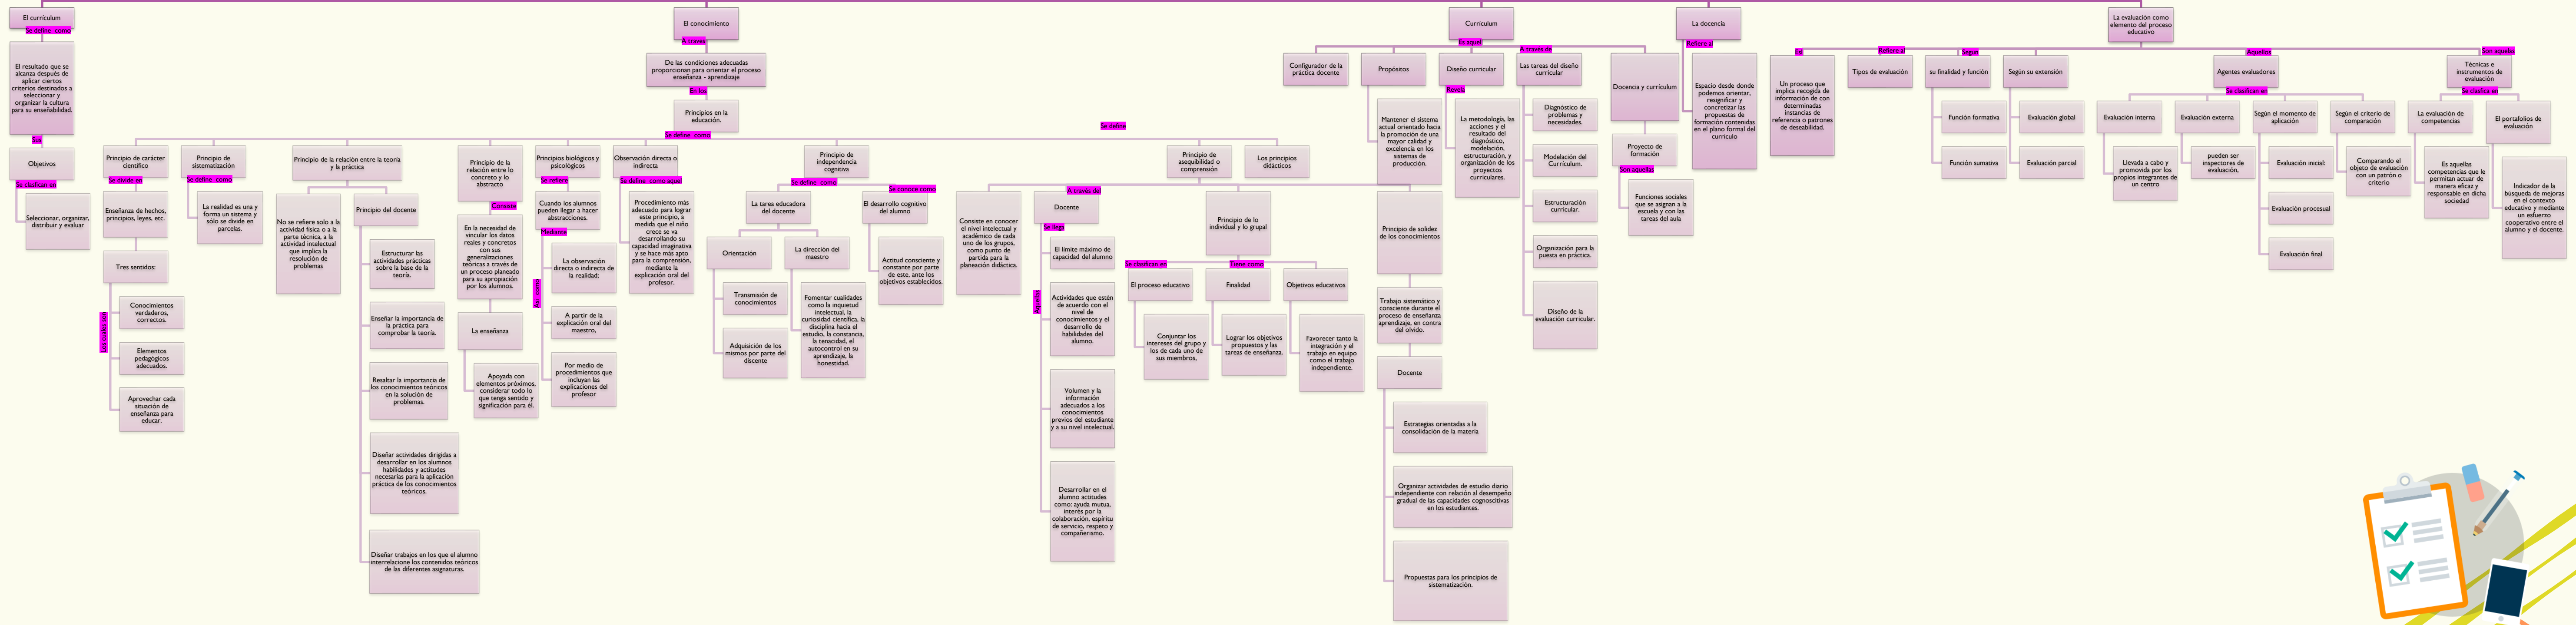 El currículum
Se define como
El resultado que se
alcanza después de
aplicar ciertos
criterios destinados a
seleccionar y
organizar la cultura
para su enseñabilidad.
Sus
Objetivos
Se clasfican en
Seleccionar, organizar,
distribuir y evaluar
El conocimiento
A traves
De las condiciones adecuadas
proporcionan para orientar el proceso
enseñanza - aprendizaje
En los
Principios en la
educación.
Se define como
Se define
Principio de carácter
científico
Se divide en
Enseñanza de hechos,
principios, leyes, etc.
Tres sentidos:
Los cuales son
Conocimientos
verdaderos,
correctos.
Elementos
pedagógicos
adecuados.
Aprovechar cada
situación de
enseñanza para
educar.
Principio de
sistematización
Se define como
La realidad es una y
forma un sistema y
sólo se divide en
parcelas.
Principio de la relación entre la teoría
y la práctica
No se refiere solo a la
actividad física o a la
parte técnica, a la
actividad intelectual
que implica la
resolución de
problemas
Principio del docente
Estructurar las
actividades prácticas
sobre la base de la
teoría.
Enseñar la importancia de
la práctica para
comprobar la teoría.
Resaltar la importancia de
los conocimientos teóricos
en la solución de
problemas.
Diseñar actividades dirigidas a
desarrollar en los alumnos
habilidades y actitudes
necesarias para la aplicación
práctica de los conocimientos
teóricos.
Diseñar trabajos en los que el alumno
interrelacione los contenidos teóricos
de las diferentes asignaturas.
Principio de la
relación entre lo
concreto y lo
abstracto
Consiste
En la necesidad de
vincular los datos
reales y concretos
con sus
generalizaciones
teóricas a través de
un proceso planeado
para su apropiación
por los alumnos.
La enseñanza
Apoyada con
elementos próximos,
considerar todo lo
que tenga sentido y
significación para él.
Principios biológicos y
psicológicos
Se refiere
Cuando los alumnos
pueden llegar a hacer
abstracciones.
Mediante
La observación
directa o indirecta de
la realidad;
A partir de la
explicación oral del
maestro,
Por medio de
procedimientos que
incluyan las
explicaciones del
profesor
Observación directa o
indirecta
Se define como aquel
Procedimiento más
adecuado para lograr
este principio, a
medida que el niño
crece se va
desarrollando su
capacidad imaginativa
y se hace más apto
para la comprensión,
mediante la
explicación oral del
profesor.
Principio de
independencia
cognitiva
Se define como
La tarea educadora
del docente
Orientación
Transmisión de
conocimientos
Adquisición de los
mismos por parte del
discente
La dirección del
maestro
Fomentar cualidades
como la inquietud
intelectual, la
curiosidad científica, la
disciplina hacia el
estudio, la constancia,
la tenacidad, el
autocontrol en su
aprendizaje, la
honestidad.
Se conoce como
El desarrollo cognitivo
del alumno
Actitud consciente y
constante por parte
de este, ante los
objetivos establecidos.
Principio de
asequibilidad o
comprensión
Consiste en conocer
el nivel intelectual y
académico de cada
uno de los grupos,
como punto de
partida para la
planeación didáctica.
A través del
Docente
Se llega
El límite máximo de
capacidad del alumno
Actividades que estén
de acuerdo con el
nivel de
conocimientos y el
desarrollo de
habilidades del
alumno.
Volumen y la
información
adecuados a los
conocimientos
previos del estudiante
y a su nivel intelectual.
Desarrollar en el
alumno actitudes
como: ayuda mutua,
interés por la
colaboración, espíritu
de servicio, respeto y
compañerismo.
Principio de lo
individual y lo grupal
Se clasifican en
Tiene como
El proceso educativo
Conjuntar los
intereses del grupo y
los de cada uno de
sus miembros,
Finalidad
Lograr los objetivos
propuestos y las
tareas de enseñanza.
Objetivos educativos
Favorecer tanto la
integración y el
trabajo en equipo
como el trabajo
independiente.
Principio de solidez
de los conocimientos
Trabajo sistemático y
consciente durante el
proceso de enseñanza
aprendizaje, en contra
del olvido.
Docente
Estrategias orientadas a la
consolidación de la materia
Organizar actividades de estudio diario
independiente con relación al desempeño
gradual de las capacidades cognoscitivas
en los estudiantes.
Propuestas para los principios de
sistematización.
Los principios
didácticos
Currículum
Es aquel
Configurador de la
práctica docente
Propósitos
Mantener el sistema
actual orientado hacia
la promoción de una
mayor calidad y
excelencia en los
sistemas de
producción.
Diseño curricular
Revela
La metodología, las
acciones y el
resultado del
diagnóstico,
modelación,
estructuración, y
organización de los
proyectos
curriculares.
A través de
Las tareas del diseño
curricular
Diagnóstico de
problemas y
necesidades.
Modelación del
Currículum.
Estructuración
curricular.
Organización para la
puesta en práctica.
Diseño de la
evaluación curricular.
Docencia y currículum
Proyecto de
formación
Son aquellas
Funciones sociales
que se asignan a la
escuela y con las
tareas del aula
La docencia
Refiere al
Espacio desde donde
podemos orientar,
resignificar y
concretizar las
propuestas de
formación contenidas
en el plano formal del
currículo
La evaluación como
elemento del proceso
educativo
Es:
Un proceso que
implica recogida de
información de con
determinadas
instancias de
referencia o patrones
de deseabilidad.
Refiere al
Tipos de evaluación
Según
su finalidad y función
Función formativa
Función sumativa
Según su extensión
Evaluación global
Evaluación parcial
Aquellos
Agentes evaluadores
Se clasifican en
Evaluación interna
Llevada a cabo y
promovida por los
propios integrantes de
un centro
Evaluación externa
pueden ser
inspectores de
evaluación,
Según el momento de
aplicación
Evaluación inicial:
Evaluación procesual
Evaluación final
Según el criterio de
comparación
Comparando el
objeto de evaluación
con un patrón o
criterio
Son aquelas
Técnicas e
instrumentos de
evaluación
Se clasfica en
La evaluación de
competencias
Es aquellas
competencias que le
permitan actuar de
manera eficaz y
responsable en dicha
sociedad
El portafolios de
evaluación
Indicador de la
búsqueda de mejoras
en el contexto
educativo y mediante
un esfuerzo
cooperativo entre el
alumno y el docente.